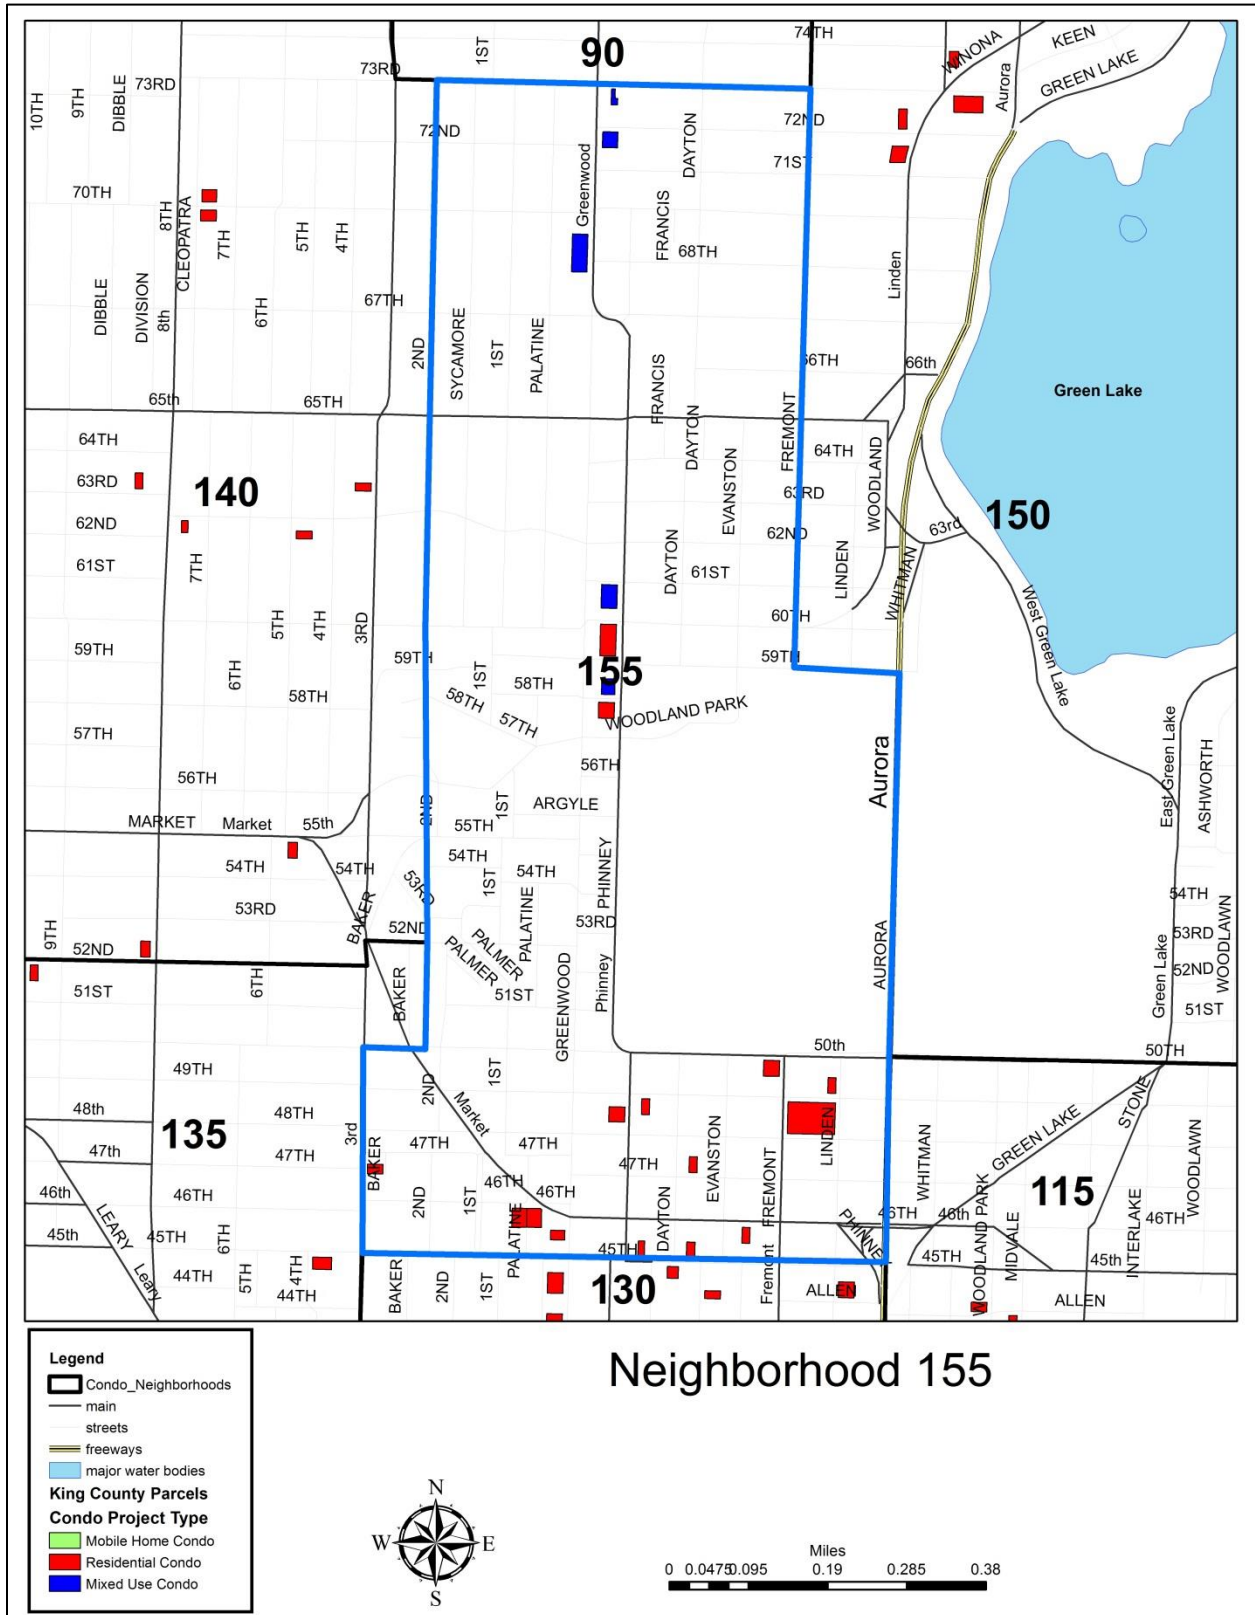 74TH
1ST
90
WINONA
KEEN
GREEN LAKE
Aurora
73RD
73RD
10TH
9TH
DIBBLE
72ND
72ND
DAYTON
71ST
70TH
8TH
CLEOPATRA
7TH
5TH
4TH
Greenwood
FRANCIS
68TH
Linden
DIBBLE
DIVISION
8th
6TH
67TH
2ND
SYCAMORE
1ST
PALATINE
66TH
66th
Green Lake
65th
65TH
FRANCIS
64TH
DAYTON
EVANSTON
FREMONT
64TH
WOODLAND
63RD
140
63RD
150
62ND
62ND
63rd
61ST
7TH
DAYTON
61ST
LINDEN
WHITMAN
West Green Lake
60TH
5TH
4TH
3RD
59TH
59TH
59TH
6TH
58TH
1ST
58TH
58TH
57TH
155
WOODLAND PARK
57TH
56TH
56TH
Aurora
East Green Lake
ASHWORTH
2ND
1ST
ARGYLE
MARKET
Market
55th
55TH
54TH
54TH
54TH
54TH
54TH
53RD
53RD
BAKER
1ST
PHINNEY
PALATINE
53RD
9TH
52ND
52ND
PALMER
PALMER
53RD
52ND
WOODLAWN
AURORA
51ST
6TH
BAKER
51ST
GREENWOOD
Phinney
Green Lake
51ST
50th
50TH
49TH
1ST
2ND
Market
48th
48TH
135
3rd
47th
47TH
BAKER
47TH
47TH
47TH
EVANSTON
FREMONT
LINDEN
WHITMAN
GREEN LAKE
STONE
WOODLAWN
46th
46TH
2ND
1ST
46TH
46TH
PALATINE
DAYTON
PHINNE
46TH
46th
WOODLAND PARK
115
MIDVALE
INTERLAKE
46TH
45th
LEARY
45TH
6TH
45TH
45TH
45th
44TH
5TH
4TH
44TH
Leary
BAKER
2ND
1ST
130
Fremont
ALLEN
ALLEN
Neighborhood 155
Legend
Condo_Neighborhoods
main
streets
freeways
major water bodies
King County Parcels
Condo Project Type
Mobile Home Condo
Residential Condo
Mixed Use Condo
N
W
E
S
Miles
0 0.0475 0.095 0.19 0.285 0.38